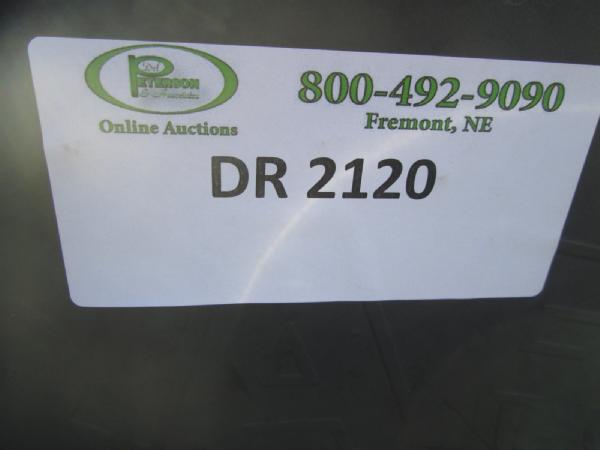 PETERSON
Online Auctions
800-492-9090
Fremont, NE
DR 2120